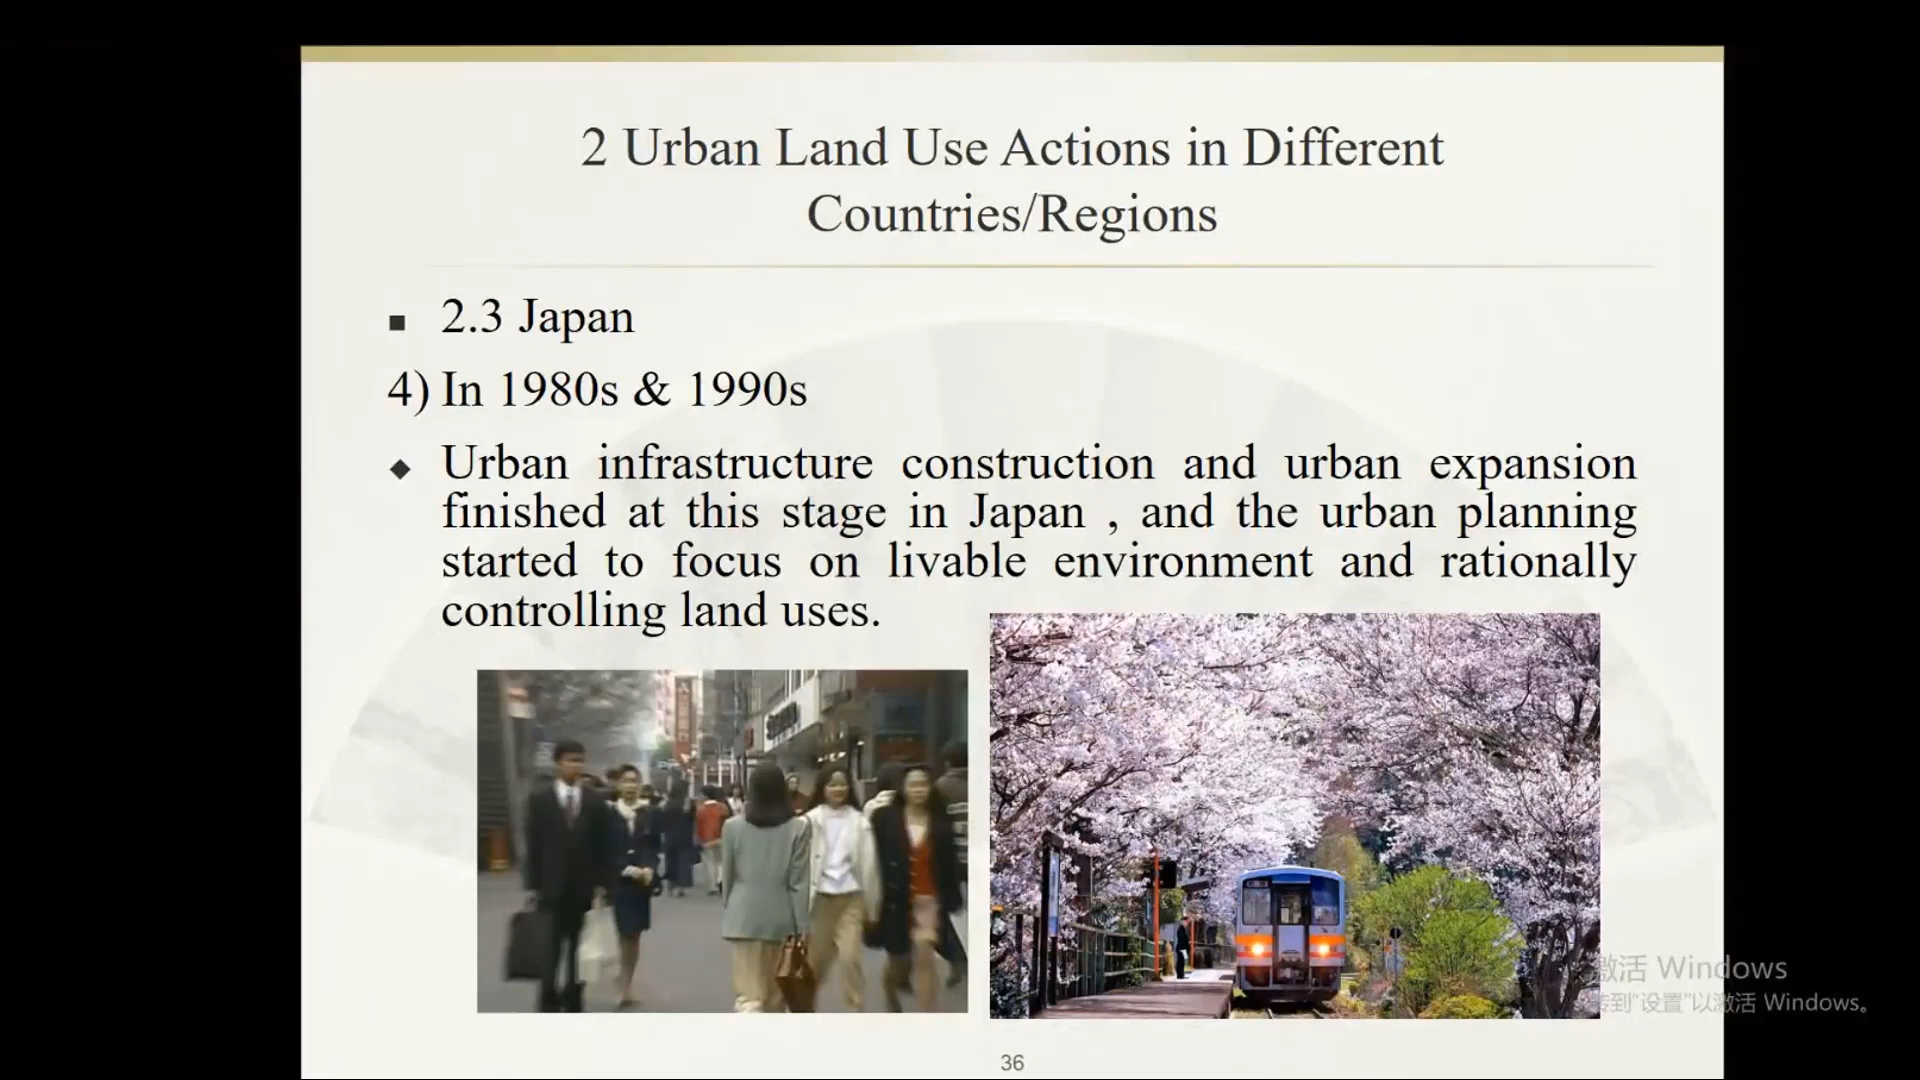 2 Urban Land Use Actions in Different
Countries/Regions
2.3 Japan
4) In 1980s & 1990s
Urban infrastructure construction and urban expansion
finished at this stage in Japan , and the urban planning
started to focus on livable environment and rationally
controlling land uses.
激活 Windows
转到“设置”以激活 Windows。
36